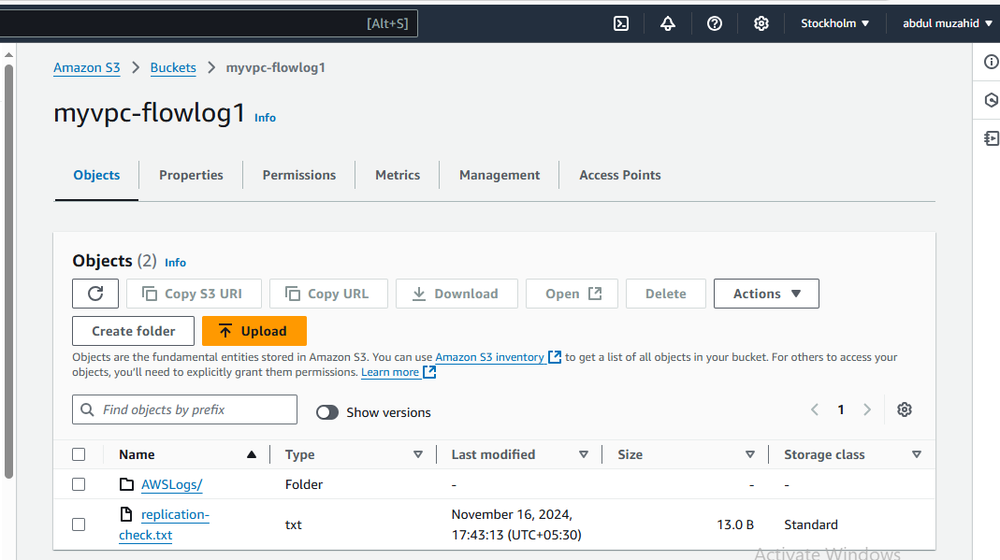 [Alt+S] Stockholm abdul muzahid
Amazon S3 Buckets myvpc-flowlog1
myvpc-flowlog1 Info
Objects Properties Permissions Metrics Management Access Points
Objects (2) Info
Copy S3 URI Copy URL Download Open Delete Actions
Create folder Upload
Objects are the fundamental entities stored in Amazon S3. You can use Amazon S3 inventory to get a list of all objects in your bucket. For others to access your
objects, you'll need to explicitly grant them permissions. Learn more
Find objects by prefix Show versions 1
Name Type Last modified Size Storage class
AWSLogs/ Folder - - -
replication-
check.txt txt November 16, 2024,
17:43:13 (UTC+05:30) 13.0 B Standard
Activate Windows